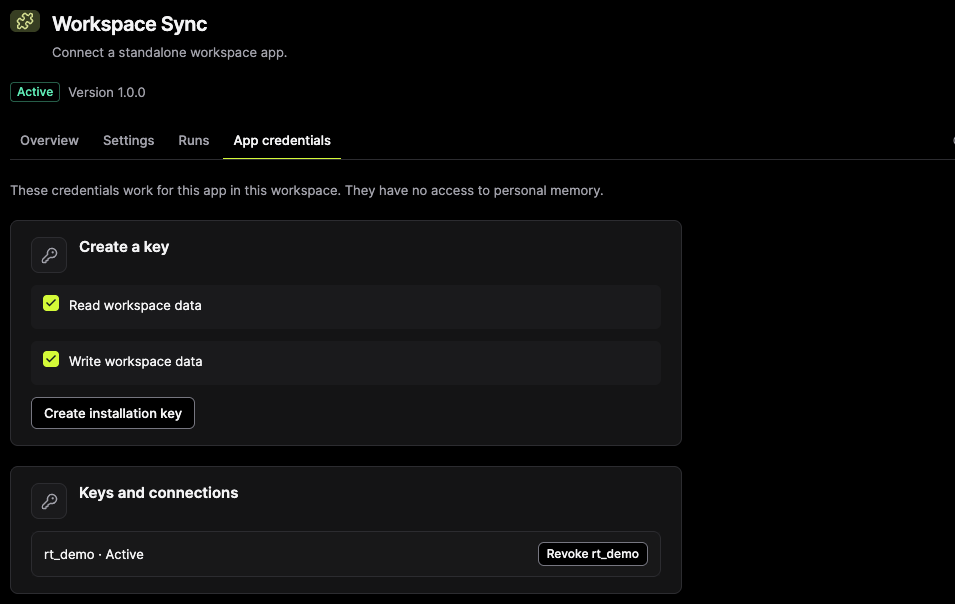 Workspace Sync
Connect a standalone workspace app.
Active Version 1.0.0
Overview Settings Runs App credentials
These credentials work for this app in this workspace. They have no access to personal memory.
Create a key
Read workspace data
Write workspace data
Create installation key
Keys and connections
rt_demo · Active Revoke rt_demo